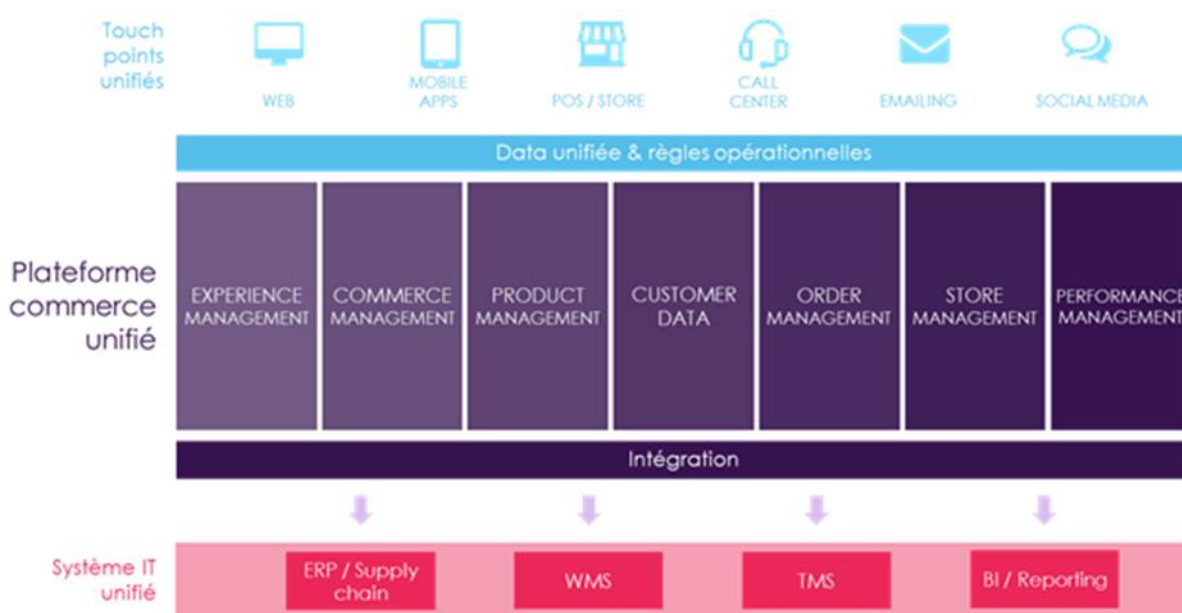 Touch
points
unifiés
WEB
MOBILE
APPS
POS / STORE
CALL
CENTER
EMAILING
SOCIAL MEDIA
Data unifiée & règles opérationnelles
Plateforme
commerce
unifié
EXPERIENCE
MANAGEMENT
COMMERCE
MANAGEMENT
PRODUCT
MANAGEMENT
CUSTOMER
DATA
ORDER
MANAGEMENT
STORE
MANAGEMENT
PERFORMANCE
MANAGEMENT
Intégration
Système IT
unifié
ERP / Supply
chain
WMS
TMS
BI / Reporting